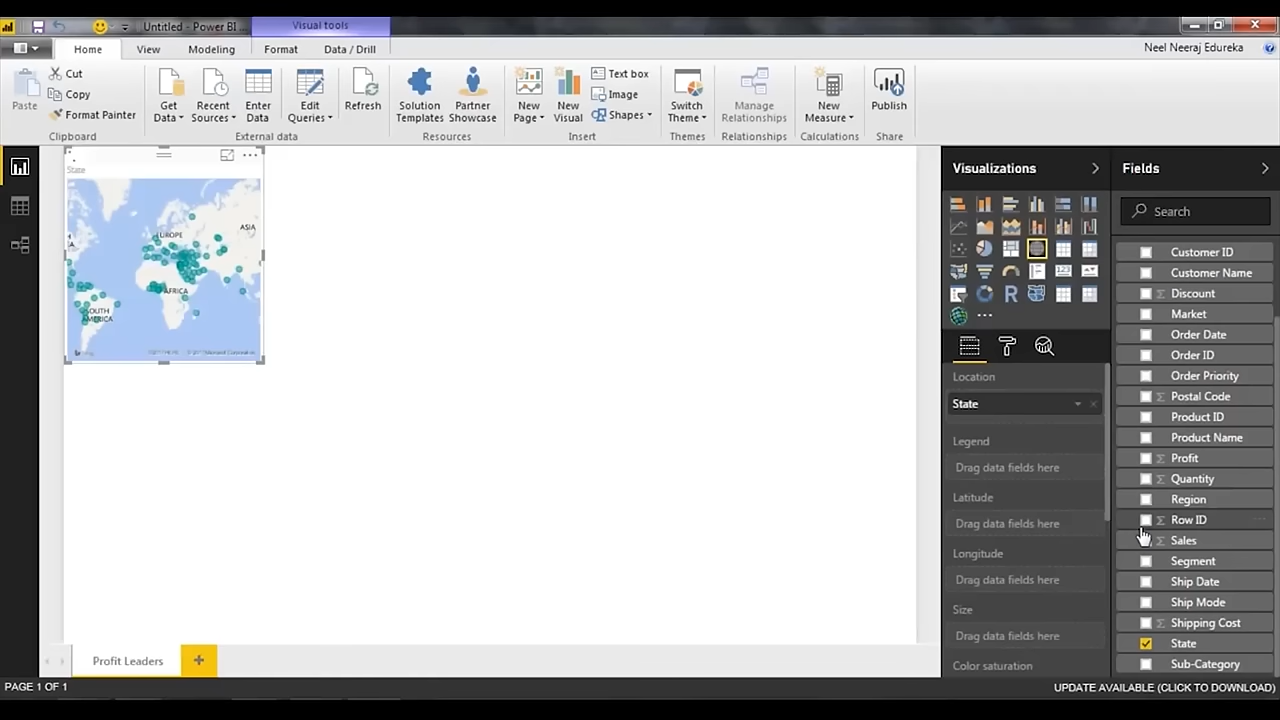 Untitled - Power BI ...
Visual tools
Home
View
Modeling
Format
Data / Drill
Neel Neeraj Edureka
Paste
Cut
Copy
Format Painter
Get Data
Recent Sources
Enter Data
Edit Queries
Refresh
Solution Templates
Partner Showcase
New Page
New Visual
Text box
Image
Shapes
Switch Theme
Manage Relationships
New Measure
Publish
Clipboard
External data
Resources
Insert
Themes
Relationships
Calculations
Share
State
EUROPE
ASIA
AFRICA
SOUTH
AMERICA
Visualizations
Fields
Search
Location
State
Legend
Drag data fields here
Latitude
Drag data fields here
Longitude
Drag data fields here
Size
Drag data fields here
Color saturation
Customer ID
Customer Name
Discount
Market
Order Date
Order ID
Order Priority
Postal Code
Product ID
Product Name
Profit
Quantity
Region
Row ID
Sales
Segment
Ship Date
Ship Mode
Shipping Cost
State
Sub-Category
Profit Leaders
PAGE 1 OF 1
UPDATE AVAILABLE (CLICK TO DOWNLOAD)